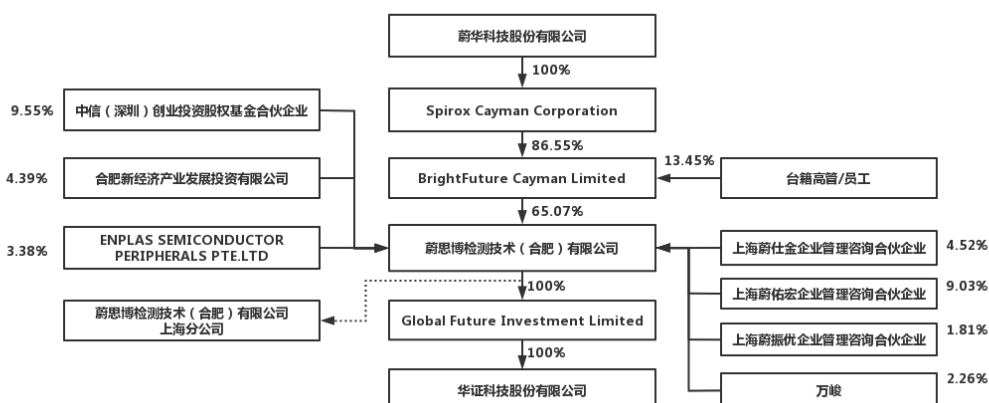 蔚华科技股份有限公司
100%
9.55%
中信（深圳）创业投资股权基金合伙企业
Spirox Cayman Corporation
86.55%
4.39%
合肥新经济产业发展投资有限公司
BrightFuture Cayman Limited
13.45%
台籍高管/员工
65.07%
3.38%
ENPLAS SEMICONDUCTOR
PERIPHERALS PTE.LTD
蔚思博检测技术（合肥）有限公司
上海蔚仕金企业管理咨询合伙企业
4.52%
100%
上海蔚佑宏企业管理咨询合伙企业
9.03%
蔚思博检测技术（合肥）有限公司
上海分公司
Global Future Investment Limited
上海蔚振优企业管理咨询合伙企业
1.81%
100%
华证科技股份有限公司
万峻
2.26%